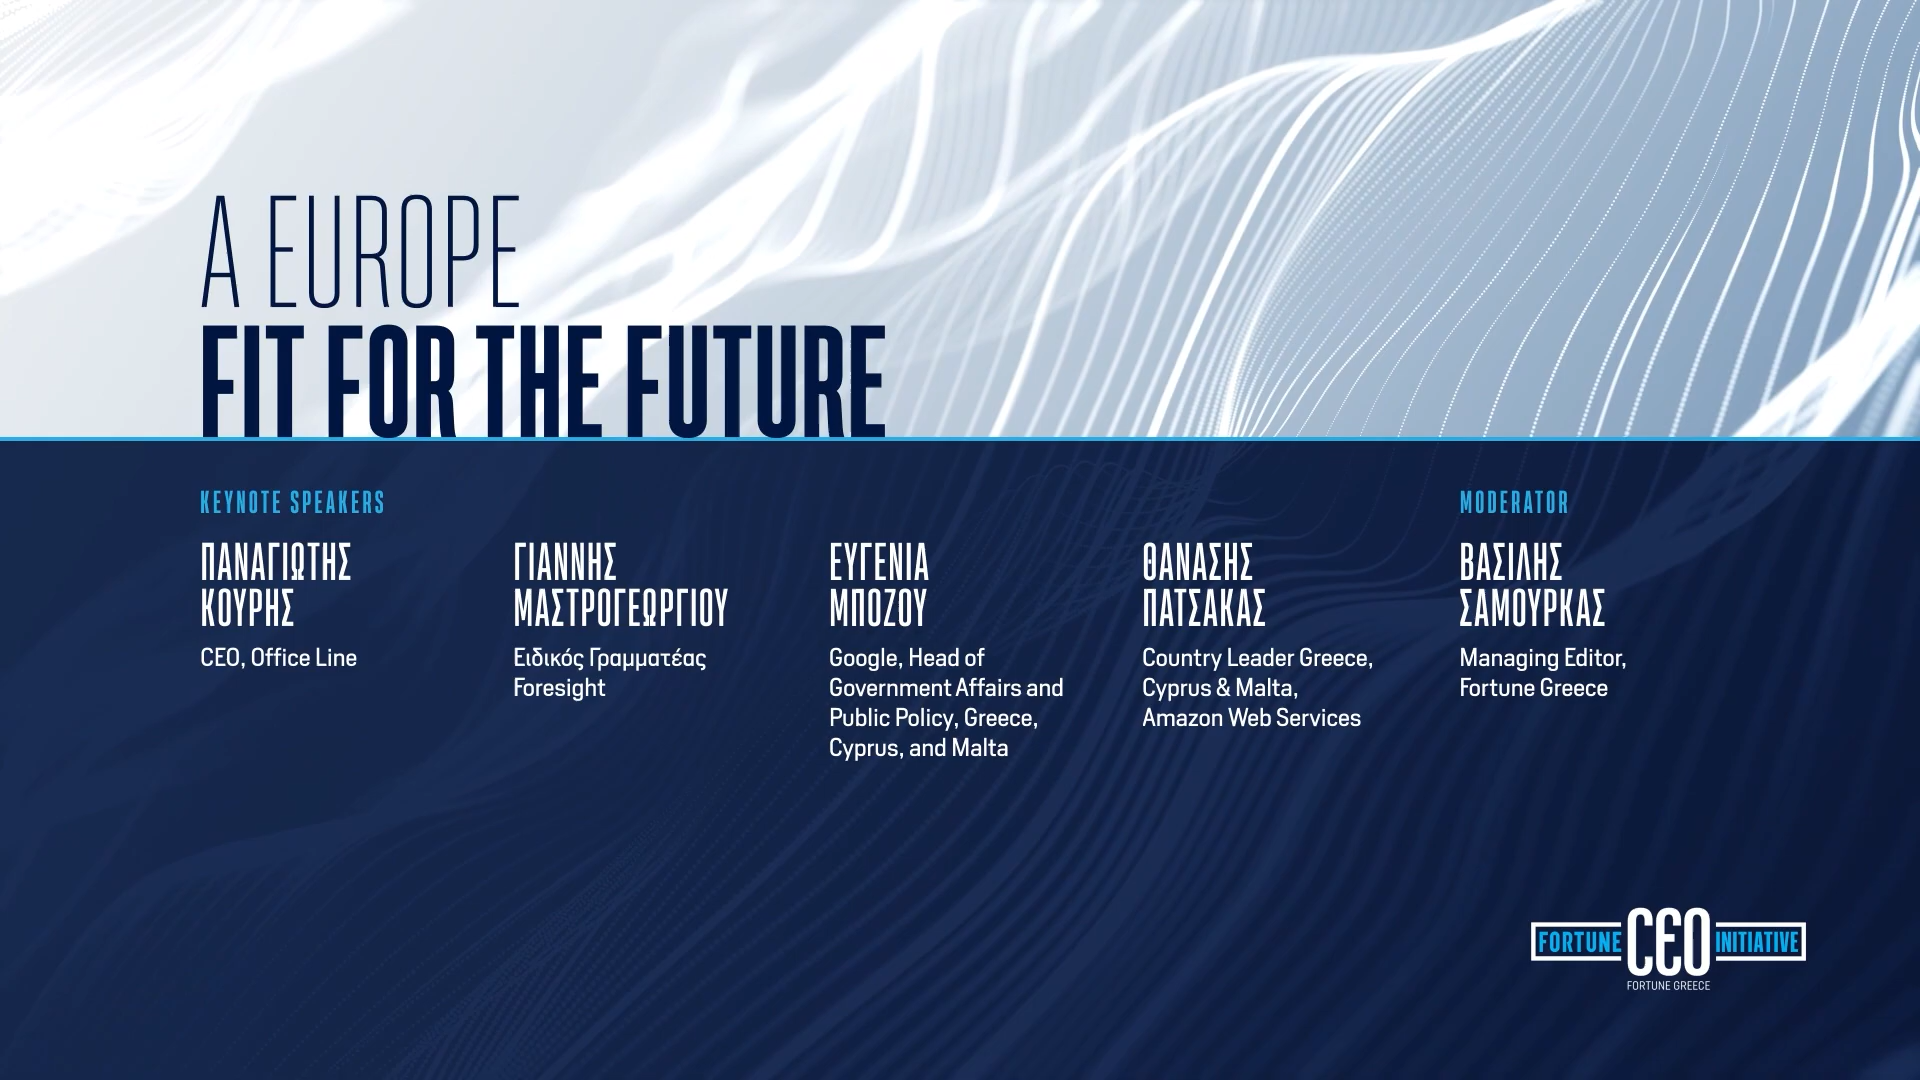 A EUROPE
FIT FOR THE FUTURE
KEYNOTE SPEAKERS
ΠΑΝΑΓΙΩΤΗΣ
ΚΟΥΡΗΣ
CEO, Office Line
ΓΙΑΝΝΗΣ
ΜΑΣΤΡΟΓΕΩΡΓΙΟΥ
Ειδικός Γραμματέας
Foresight
ΕΥΓΕΝΙΑ
ΜΠΟΖΟΥ
Google, Head of
Government Affairs and
Public Policy, Greece,
Cyprus, and Malta
ΘΑΝΑΣΗΣ
ΠΑΤΣΑΚΑΣ
Country Leader Greece,
Cyprus & Malta,
Amazon Web Services
MODERATOR
ΒΑΣΙΛΗΣ
ΣΑΜΟΥΡΚΑΣ
Managing Editor,
Fortune Greece
FORTUNE CEO INITIATIVE
FORTUNE GREECE